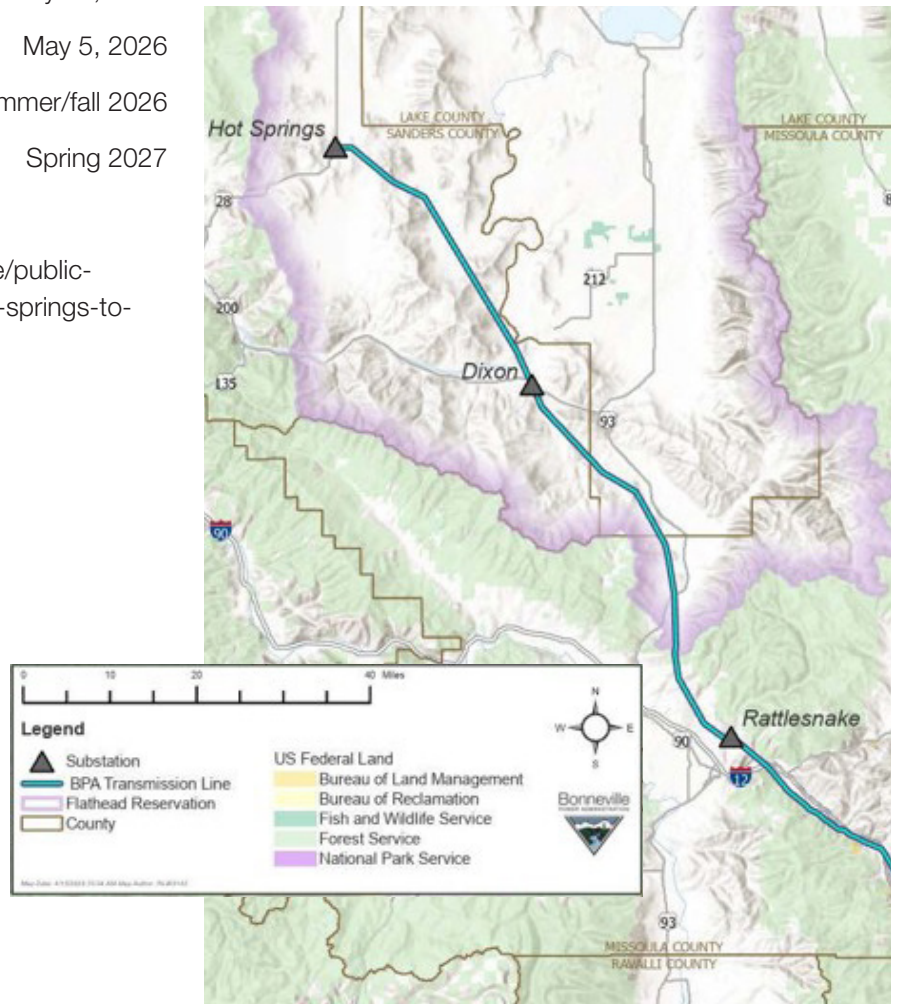 May 5, 2026
mmer/fall 2026
Spring 2027
e/public-
-springs-to-
LAKE COUNTY
SANDERS COUNTY
LAKE COUNTY
MISSOULA COUNTY
Hot Springs
28
8
212
200
Dixon
135
93
90
Rattlesnake
90
12
0 10 20 40 Miles
Legend
Substation
BPA Transmission Line
Flathead Reservation
County
US Federal Land
Bureau of Land Management
Bureau of Reclamation
Fish and Wildlife Service
Forest Service
National Park Service
N
W E
S
Bonneville
POWER ADMINISTRATION
93
MISSOULA COUNTY
RAVALLI COUNTY